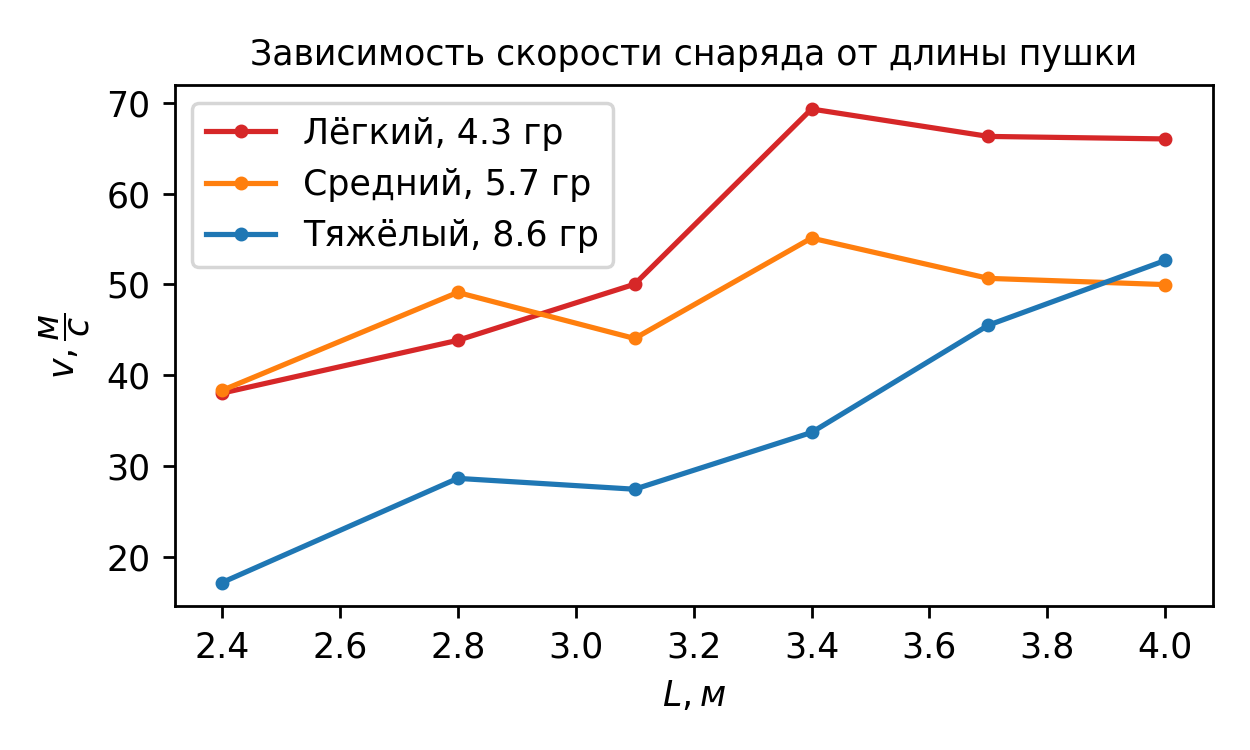 Зависимость скорости снаряда от длины пушки
70
60
50
40
30
20
v, м/с
Лёгкий, 4.3 гр
Средний, 5.7 гр
Тяжёлый, 8.6 гр
2.4 2.6 2.8 3.0 3.2 3.4 3.6 3.8 4.0
L, м